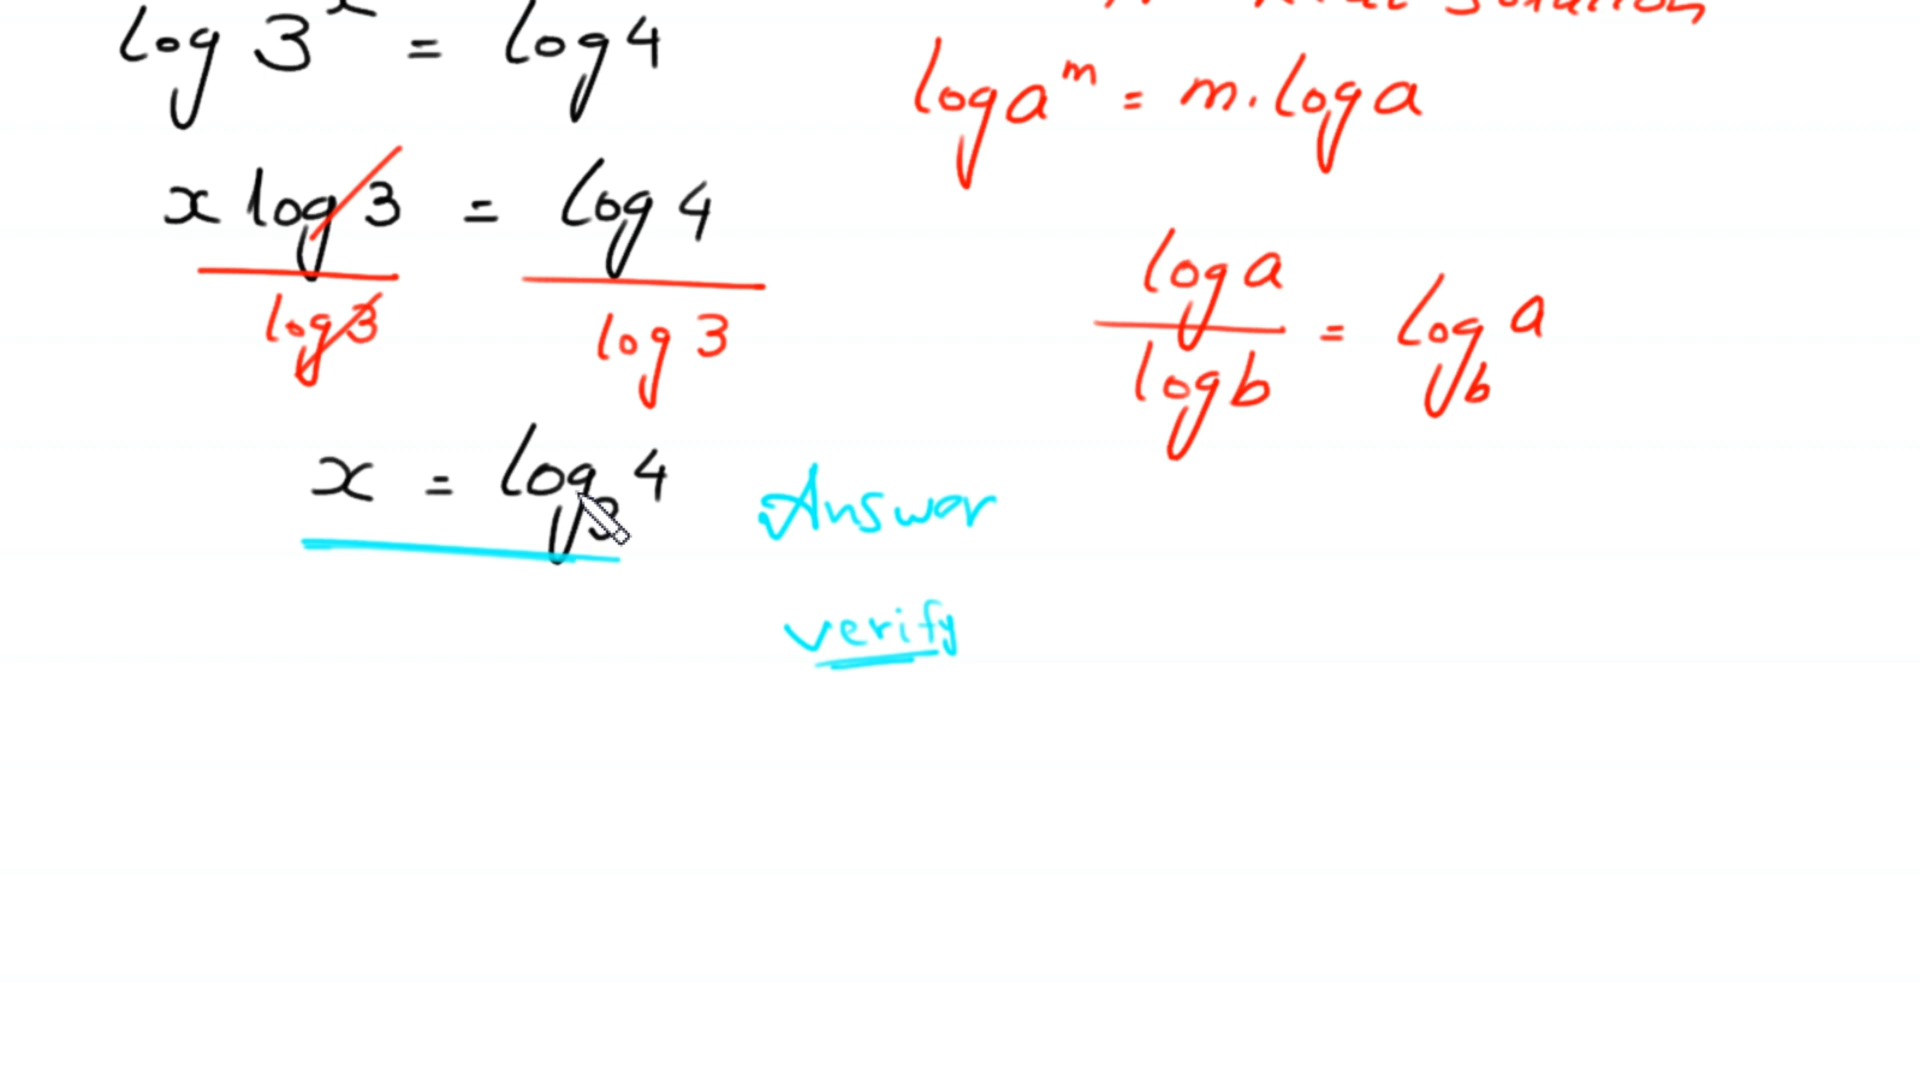 log 3^x = log 4
solution
log a^m = m . log a
x log 3 = log 4
log 3 log 3
log a
log b = log_b a
x = log_3 4 Answer
verify